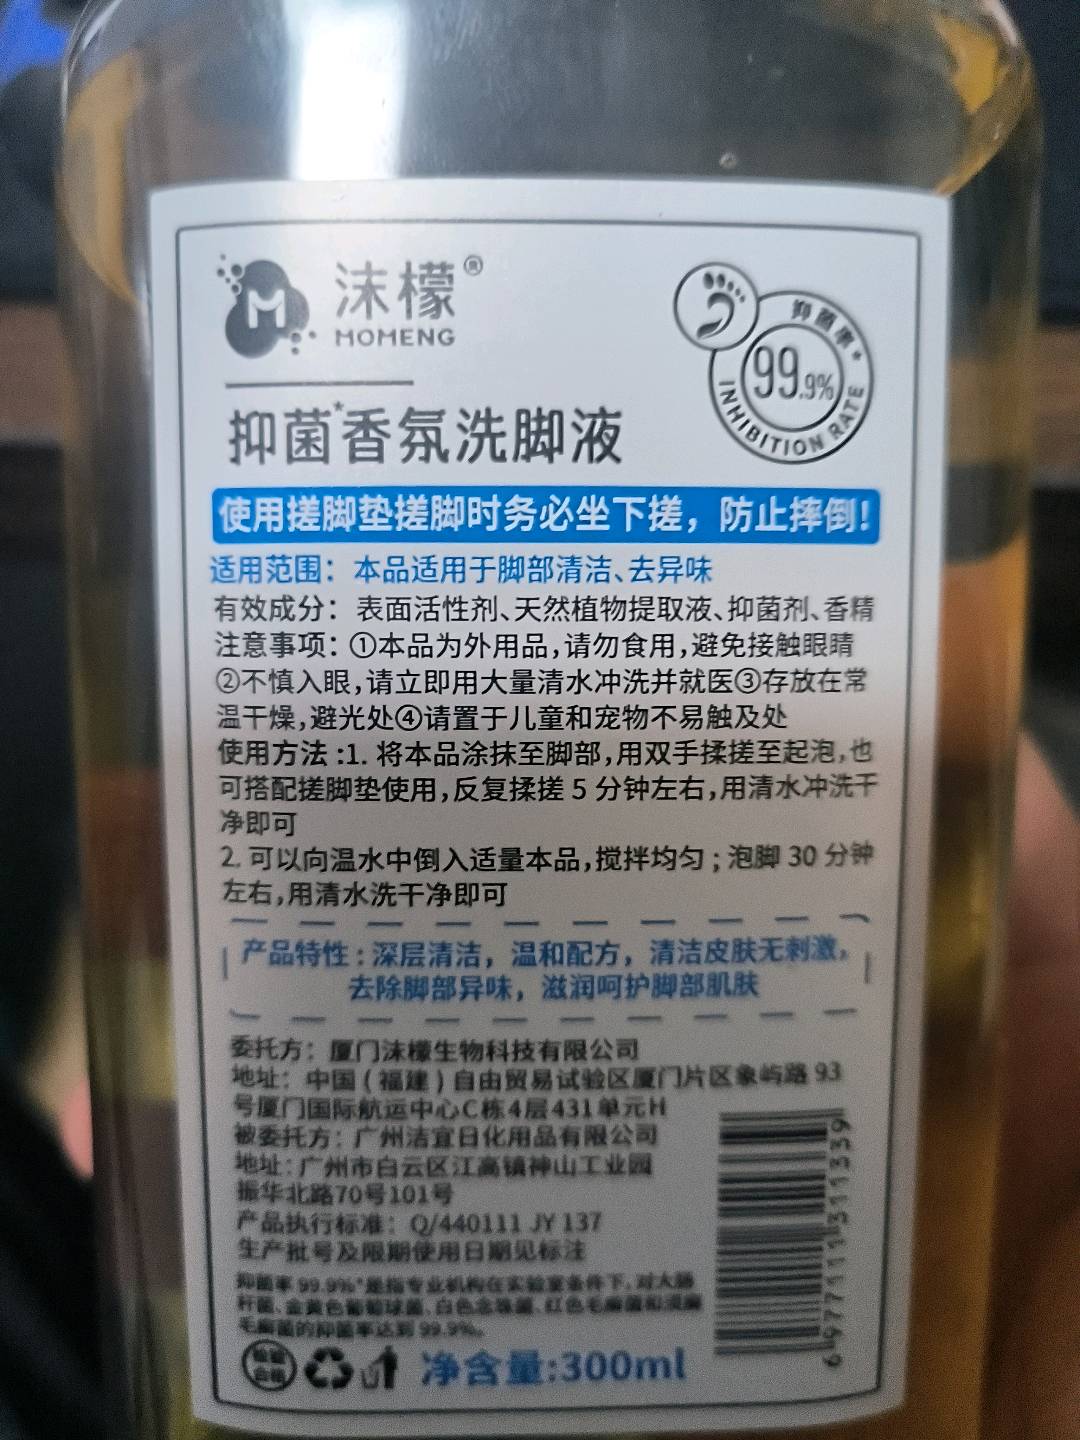 沫檬®
MOMENG
抑菌率*
99.9%
INHIBITION RATE
抑菌*香氛洗脚液
使用搓脚垫搓脚时务必坐下搓，防止摔倒！
适用范围：本品适用于脚部清洁、去异味
有效成分：表面活性剂、天然植物提取液、抑菌剂、香精
注意事项：①本品为外用品，请勿食用，避免接触眼睛
②不慎入眼，请立即用大量清水冲洗并就医③存放在常
温干燥，避光处④请置于儿童和宠物不易触及处
使用方法:1. 将本品涂抹至脚部，用双手揉搓至起泡，也
可搭配搓脚垫使用，反复揉搓 5 分钟左右，用清水冲洗干
净即可
2. 可以向温水中倒入适量本品，搅拌均匀；泡脚 30 分钟
左右，用清水洗干净即可
产品特性：深层清洁，温和配方，清洁皮肤无刺激，
去除脚部异味，滋润呵护脚部肌肤
委托方：厦门沫檬生物科技有限公司
地址：中国（福建）自由贸易试验区厦门片区象屿路 93
号厦门国际航运中心C栋4层431单元H
被委托方：广州洁宜日化用品有限公司
地址：广州市白云区江高镇神山工业园
振华北路70号101号
产品执行标准：Q/440111 JY 137
生产批号及限期使用日期见标注
抑菌率 99.9%*是指专业机构在实验室条件下，对大肠
杆菌、金黄色葡萄球菌、白色念珠菌、红色毛癣菌和须癣
毛癣菌的抑菌率达到 99.9%。
检验合格
净含量:300ml
6977111311339